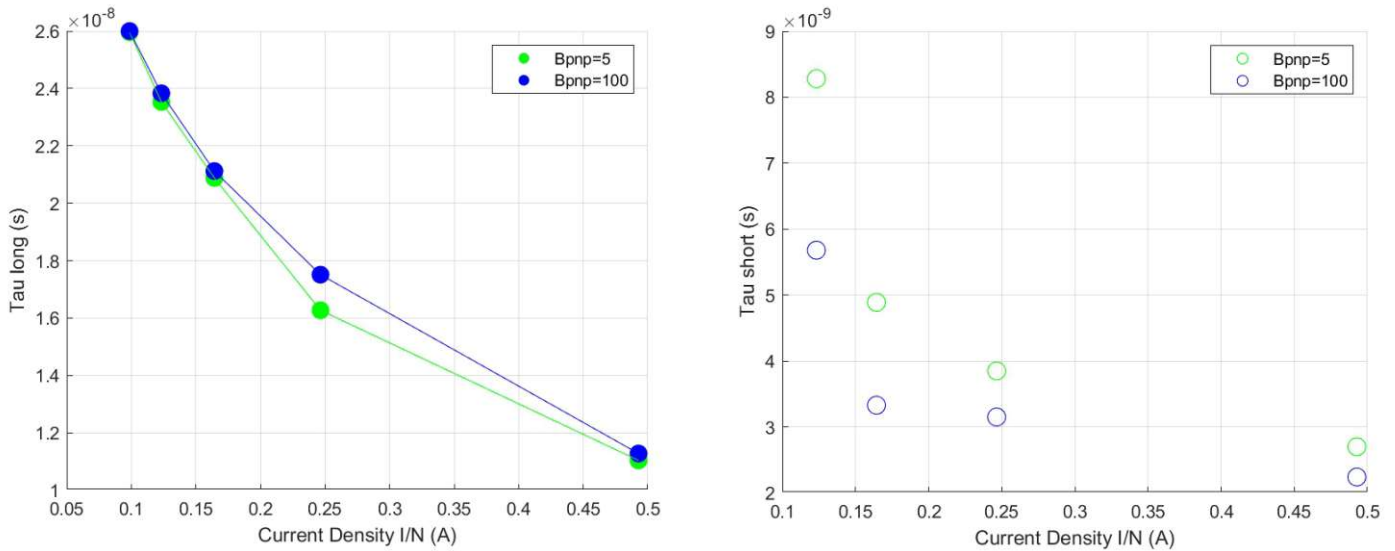 ×10⁻⁸
2.6
2.4
2.2
2
1.8
1.6
1.4
1.2
1
Tau long (s)
Bpnp=5
Bpnp=100
0.05 0.1 0.15 0.2 0.25 0.3 0.35 0.4 0.45 0.5
Current Density I/N (A)
×10⁻⁹
9
8
7
6
5
4
3
2
Tau short (s)
Bpnp=5
Bpnp=100
0.1 0.15 0.2 0.25 0.3 0.35 0.4 0.45 0.5
Current Density I/N (A)